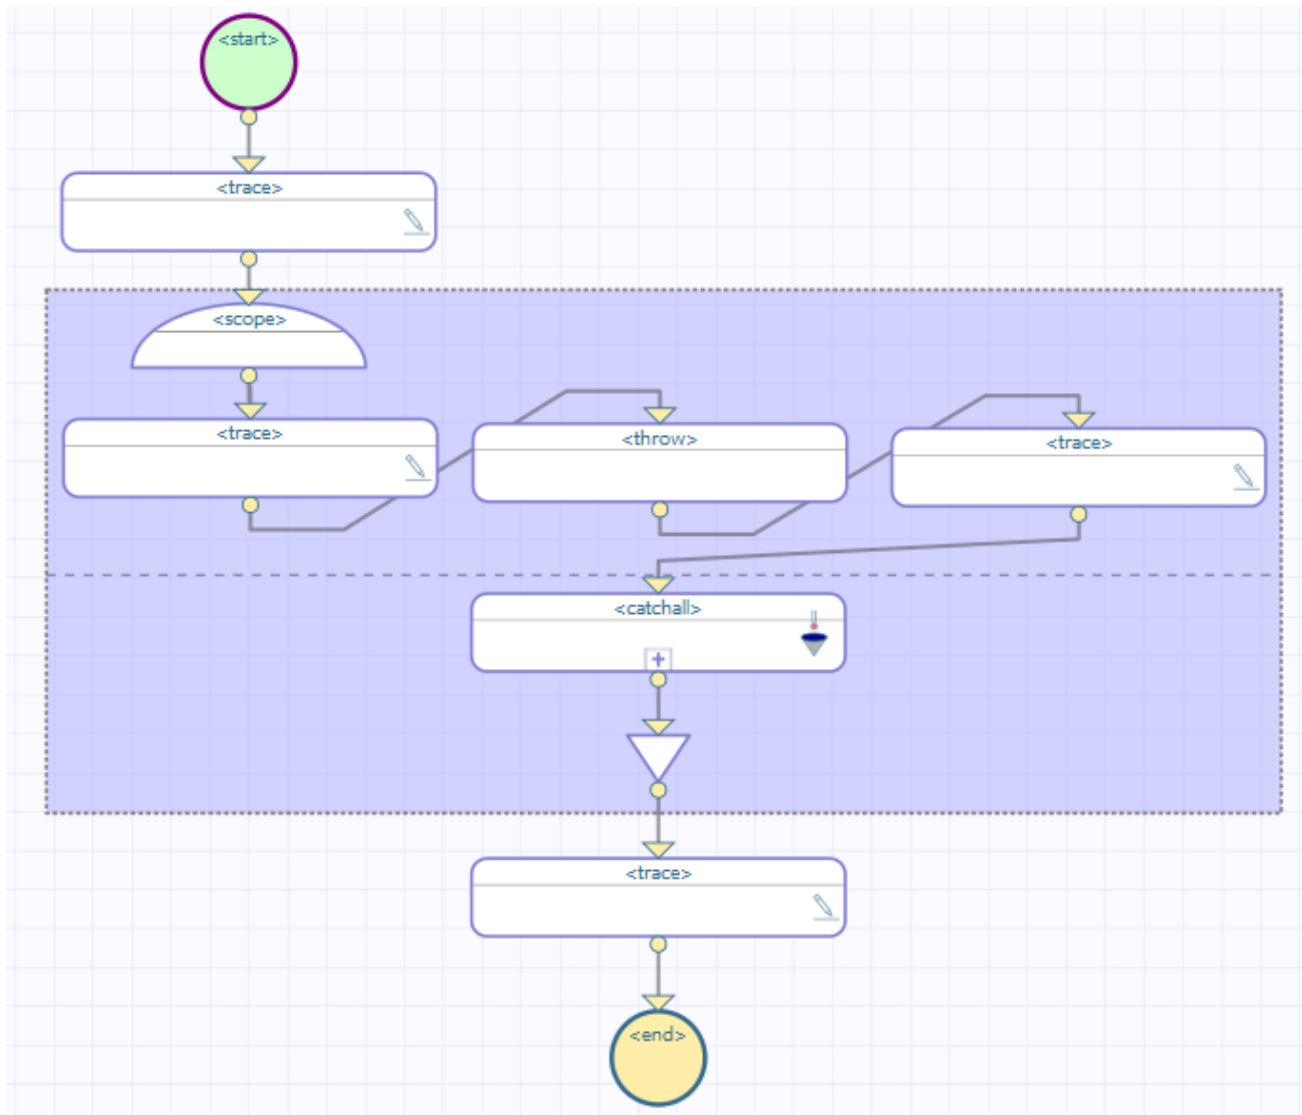 <start>
<trace>
<scope>
<trace>
<throw>
<trace>
<catchall>
<trace>
<end>